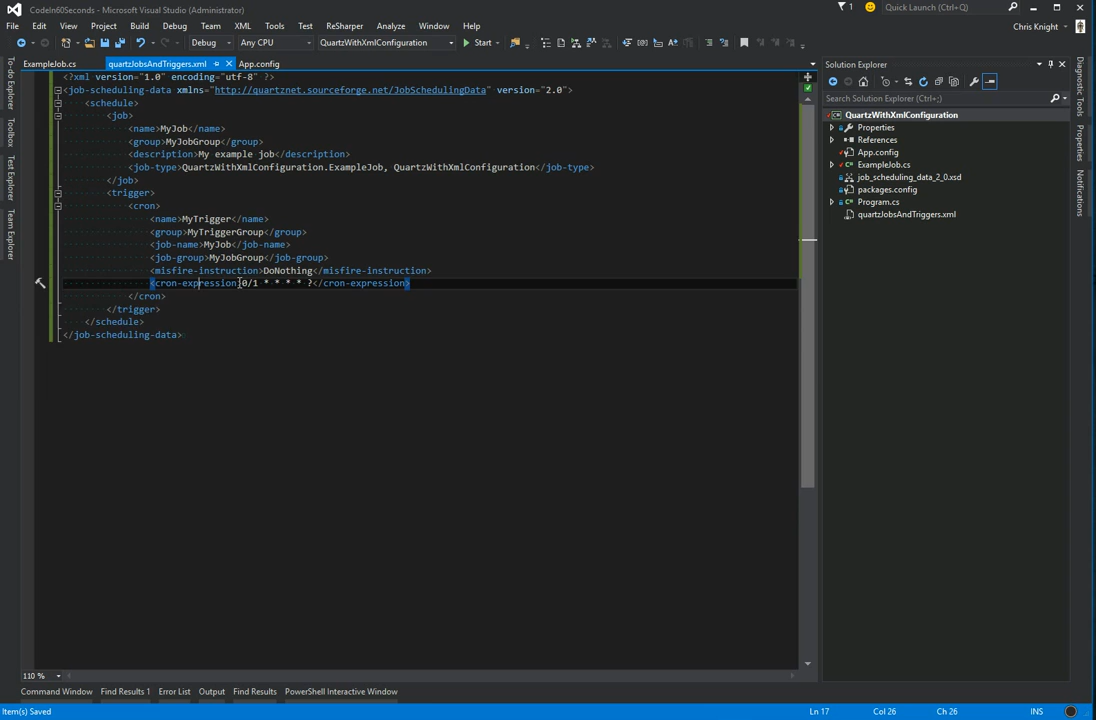 CodeIn60Seconds - Microsoft Visual Studio (Administrator)
1
Quick Launch (Ctrl+Q)
File Edit View Project Build Debug Team XML Tools Test ReSharper Analyze Window Help
Chris Knight
Debug Any CPU QuartzWithXmlConfiguration Start
ExampleJob.cs quartzJobsAndTriggers.xml App.config
To-do Explorer
Toolbox
Test Explorer
Team Explorer
<?xml version="1.0" encoding="utf-8" ?>
<job-scheduling-data xmlns="http://quartznet.sourceforge.net/JobSchedulingData" version="2.0">
<schedule>
<job>
<name>MyJob</name>
<group>MyJobGroup</group>
<description>My example job</description>
<job-type>QuartzWithXmlConfiguration.ExampleJob, QuartzWithXmlConfiguration</job-type>
</job>
<trigger>
<cron>
<name>MyTrigger</name>
<group>MyTriggerGroup</group>
<job-name>MyJob</job-name>
<job-group>MyJobGroup</job-group>
<misfire-instruction>DoNothing</misfire-instruction>
<cron-expression>0/1 * * * * ?</cron-expression>
</cron>
</trigger>
</schedule>
</job-scheduling-data>
Solution Explorer
Search Solution Explorer (Ctrl+;)
QuartzWithXmlConfiguration
Properties
References
App.config
ExampleJob.cs
job_scheduling_data_2_0.xsd
packages.config
Program.cs
quartzJobsAndTriggers.xml
Diagnostic Tools
Properties
Notifications
110 %
Command Window Find Results 1 Error List Output Find Results PowerShell Interactive Window
Item(s) Saved Ln 17 Col 26 Ch 26 INS